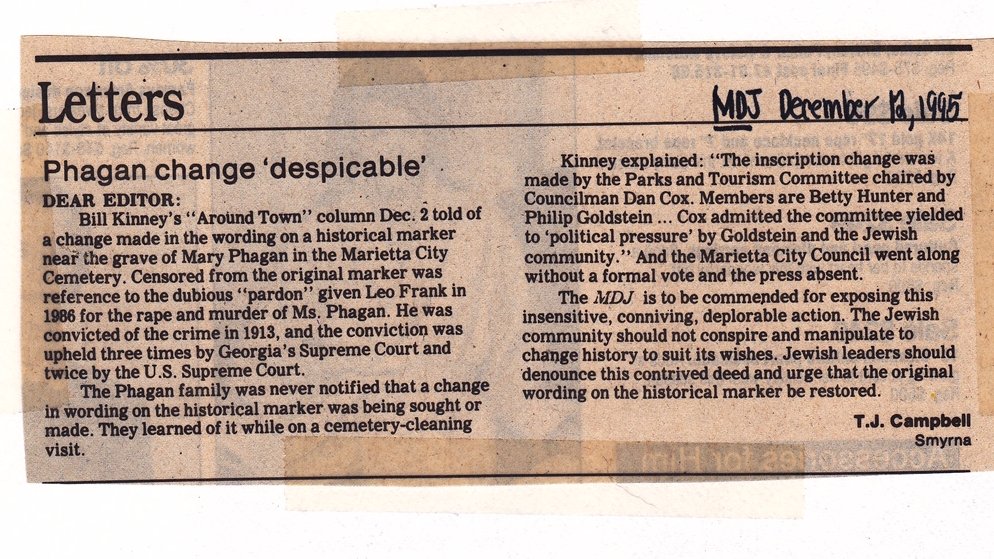 Letters
MDJ December 12, 1995
Phagan change 'despicable'
DEAR EDITOR:
Bill Kinney's "Around Town" column Dec. 2 told of
a change made in the wording on a historical marker
near the grave of Mary Phagan in the Marietta City
Cemetery. Censored from the original marker was
reference to the dubious "pardon" given Leo Frank in
1986 for the rape and murder of Ms. Phagan. He was
convicted of the crime in 1913, and the conviction was
upheld three times by Georgia's Supreme Court and
twice by the U.S. Supreme Court.
The Phagan family was never notified that a change
in wording on the historical marker was being sought or
made. They learned of it while on a cemetery-cleaning
visit.
Kinney explained: "The inscription change was
made by the Parks and Tourism Committee chaired by
Councilman Dan Cox. Members are Betty Hunter and
Philip Goldstein ... Cox admitted the committee yielded
to 'political pressure' by Goldstein and the Jewish
community." And the Marietta City Council went along
without a formal vote and the press absent.
The MDJ is to be commended for exposing this
insensitive, conniving, deplorable action. The Jewish
community should not conspire and manipulate to
change history to suit its wishes. Jewish leaders should
denounce this contrived deed and urge that the original
wording on the historical marker be restored.
T.J. Campbell
Smyrna
Accessories for Him